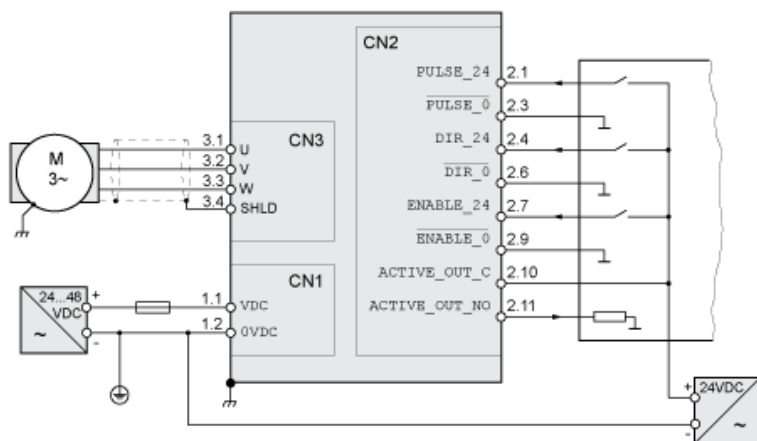 CN2
PULSE_24 2.1
PULSE_0 2.3
DIR_24 2.4
DIR_0 2.6
ENABLE_24 2.7
ENABLE_0 2.9
ACTIVE_OUT_C 2.10
ACTIVE_OUT_NO 2.11
CN3
3.1 U
3.2 V
3.3 W
3.4 SHLD
M
3~
CN1
1.1 VDC
1.2 0VDC
24...48
VDC
+
-
~
+
24VDC
-
~